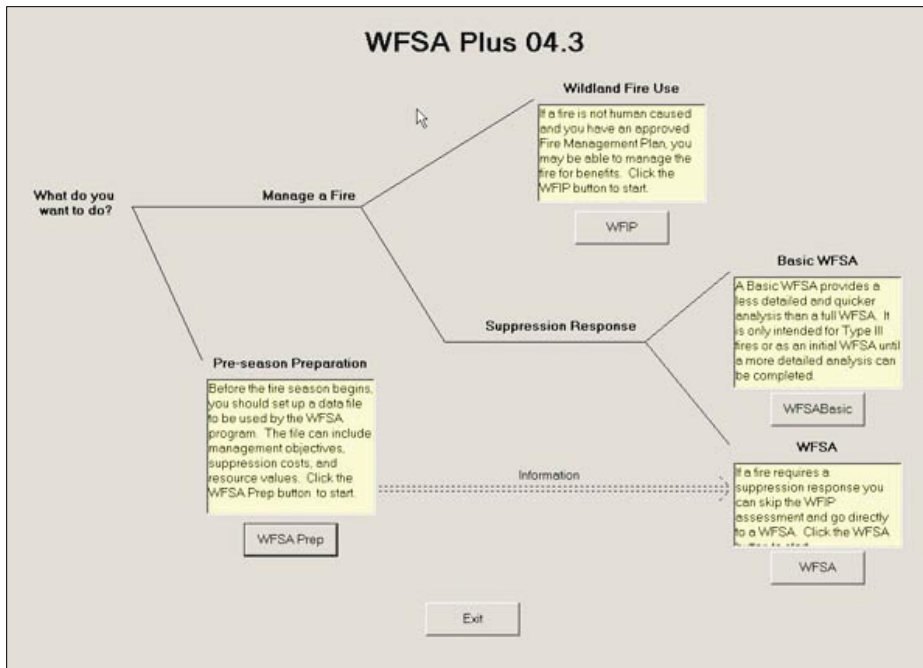 WFSA Plus 04.3
Wildland Fire Use
If a fire is not human caused
and you have an approved
Fire Management Plan, you
may be able to manage the
fire for benefits. Click the
WFIP button to start.
WFIP
What do you
want to do?
Manage a Fire
Basic WFSA
A Basic WFSA provides a
less detailed and quicker
analysis than a full WFSA. It
is only intended for Type III
fires or as an initial WFSA until
a more detailed analysis can
be completed.
WFSABasic
Suppression Response
Pre-season Preparation
Before the fire season begins,
you should set up a data file
to be used by the WFSA
program. The file can include
management objectives,
suppression costs, and
resource values. Click the
WFSA Prep button to start.
WFSA Prep
Information
WFSA
If a fire requires a
suppression response you
can skip the WFIP
assessment and go directly
to a WFSA. Click the WFSA
WFSA
Exit